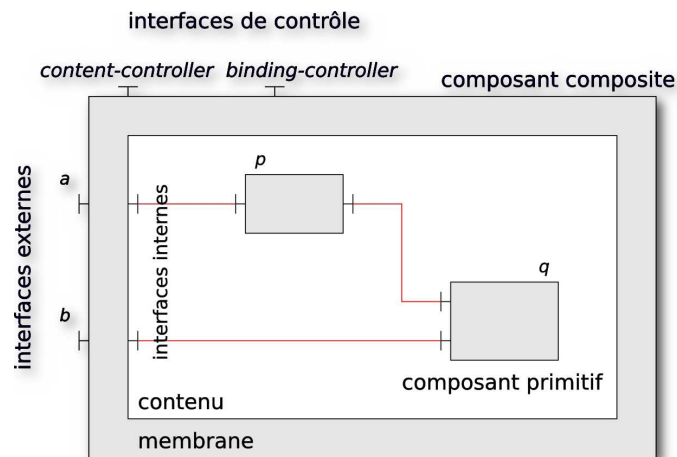 interfaces de contrôle
content-controller
binding-controller
composant composite
interfaces externes
a
b
interfaces internes
p
q
composant primitif
contenu
membrane